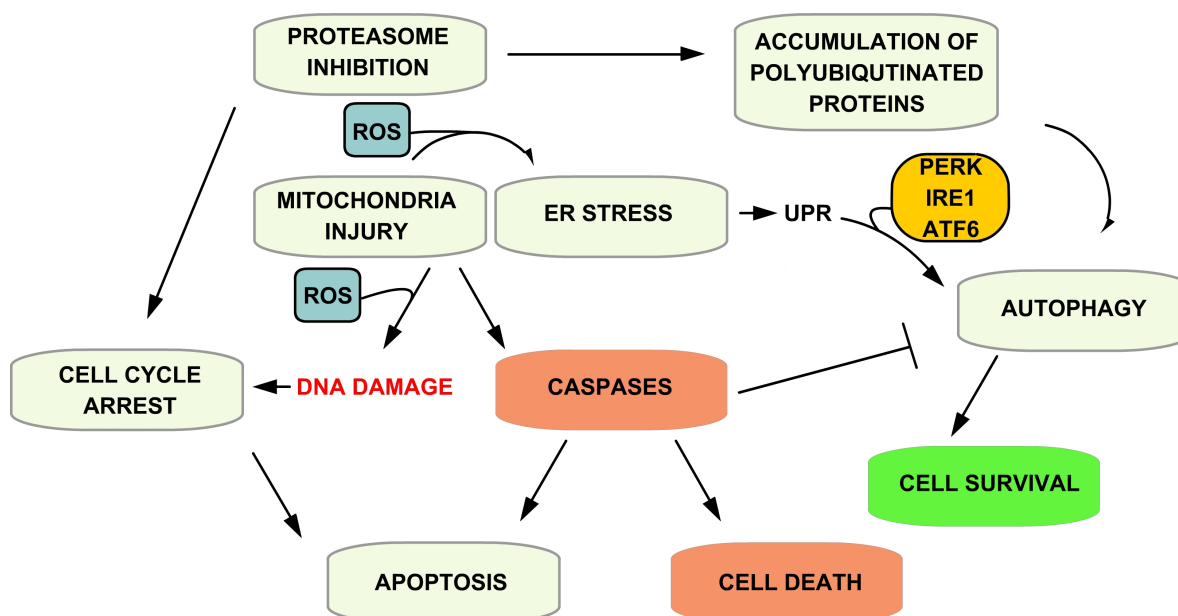 PROTEASOME
INHIBITION
ACCUMULATION OF
POLYUBIQUTINATED
PROTEINS
ROS
PERK
IRE1
ATF6
MITOCHONDRIA
INJURY
ER STRESS
UPR
ROS
AUTOPHAGY
CELL CYCLE
ARREST
DNA DAMAGE
CASPASES
CELL SURVIVAL
APOPTOSIS
CELL DEATH